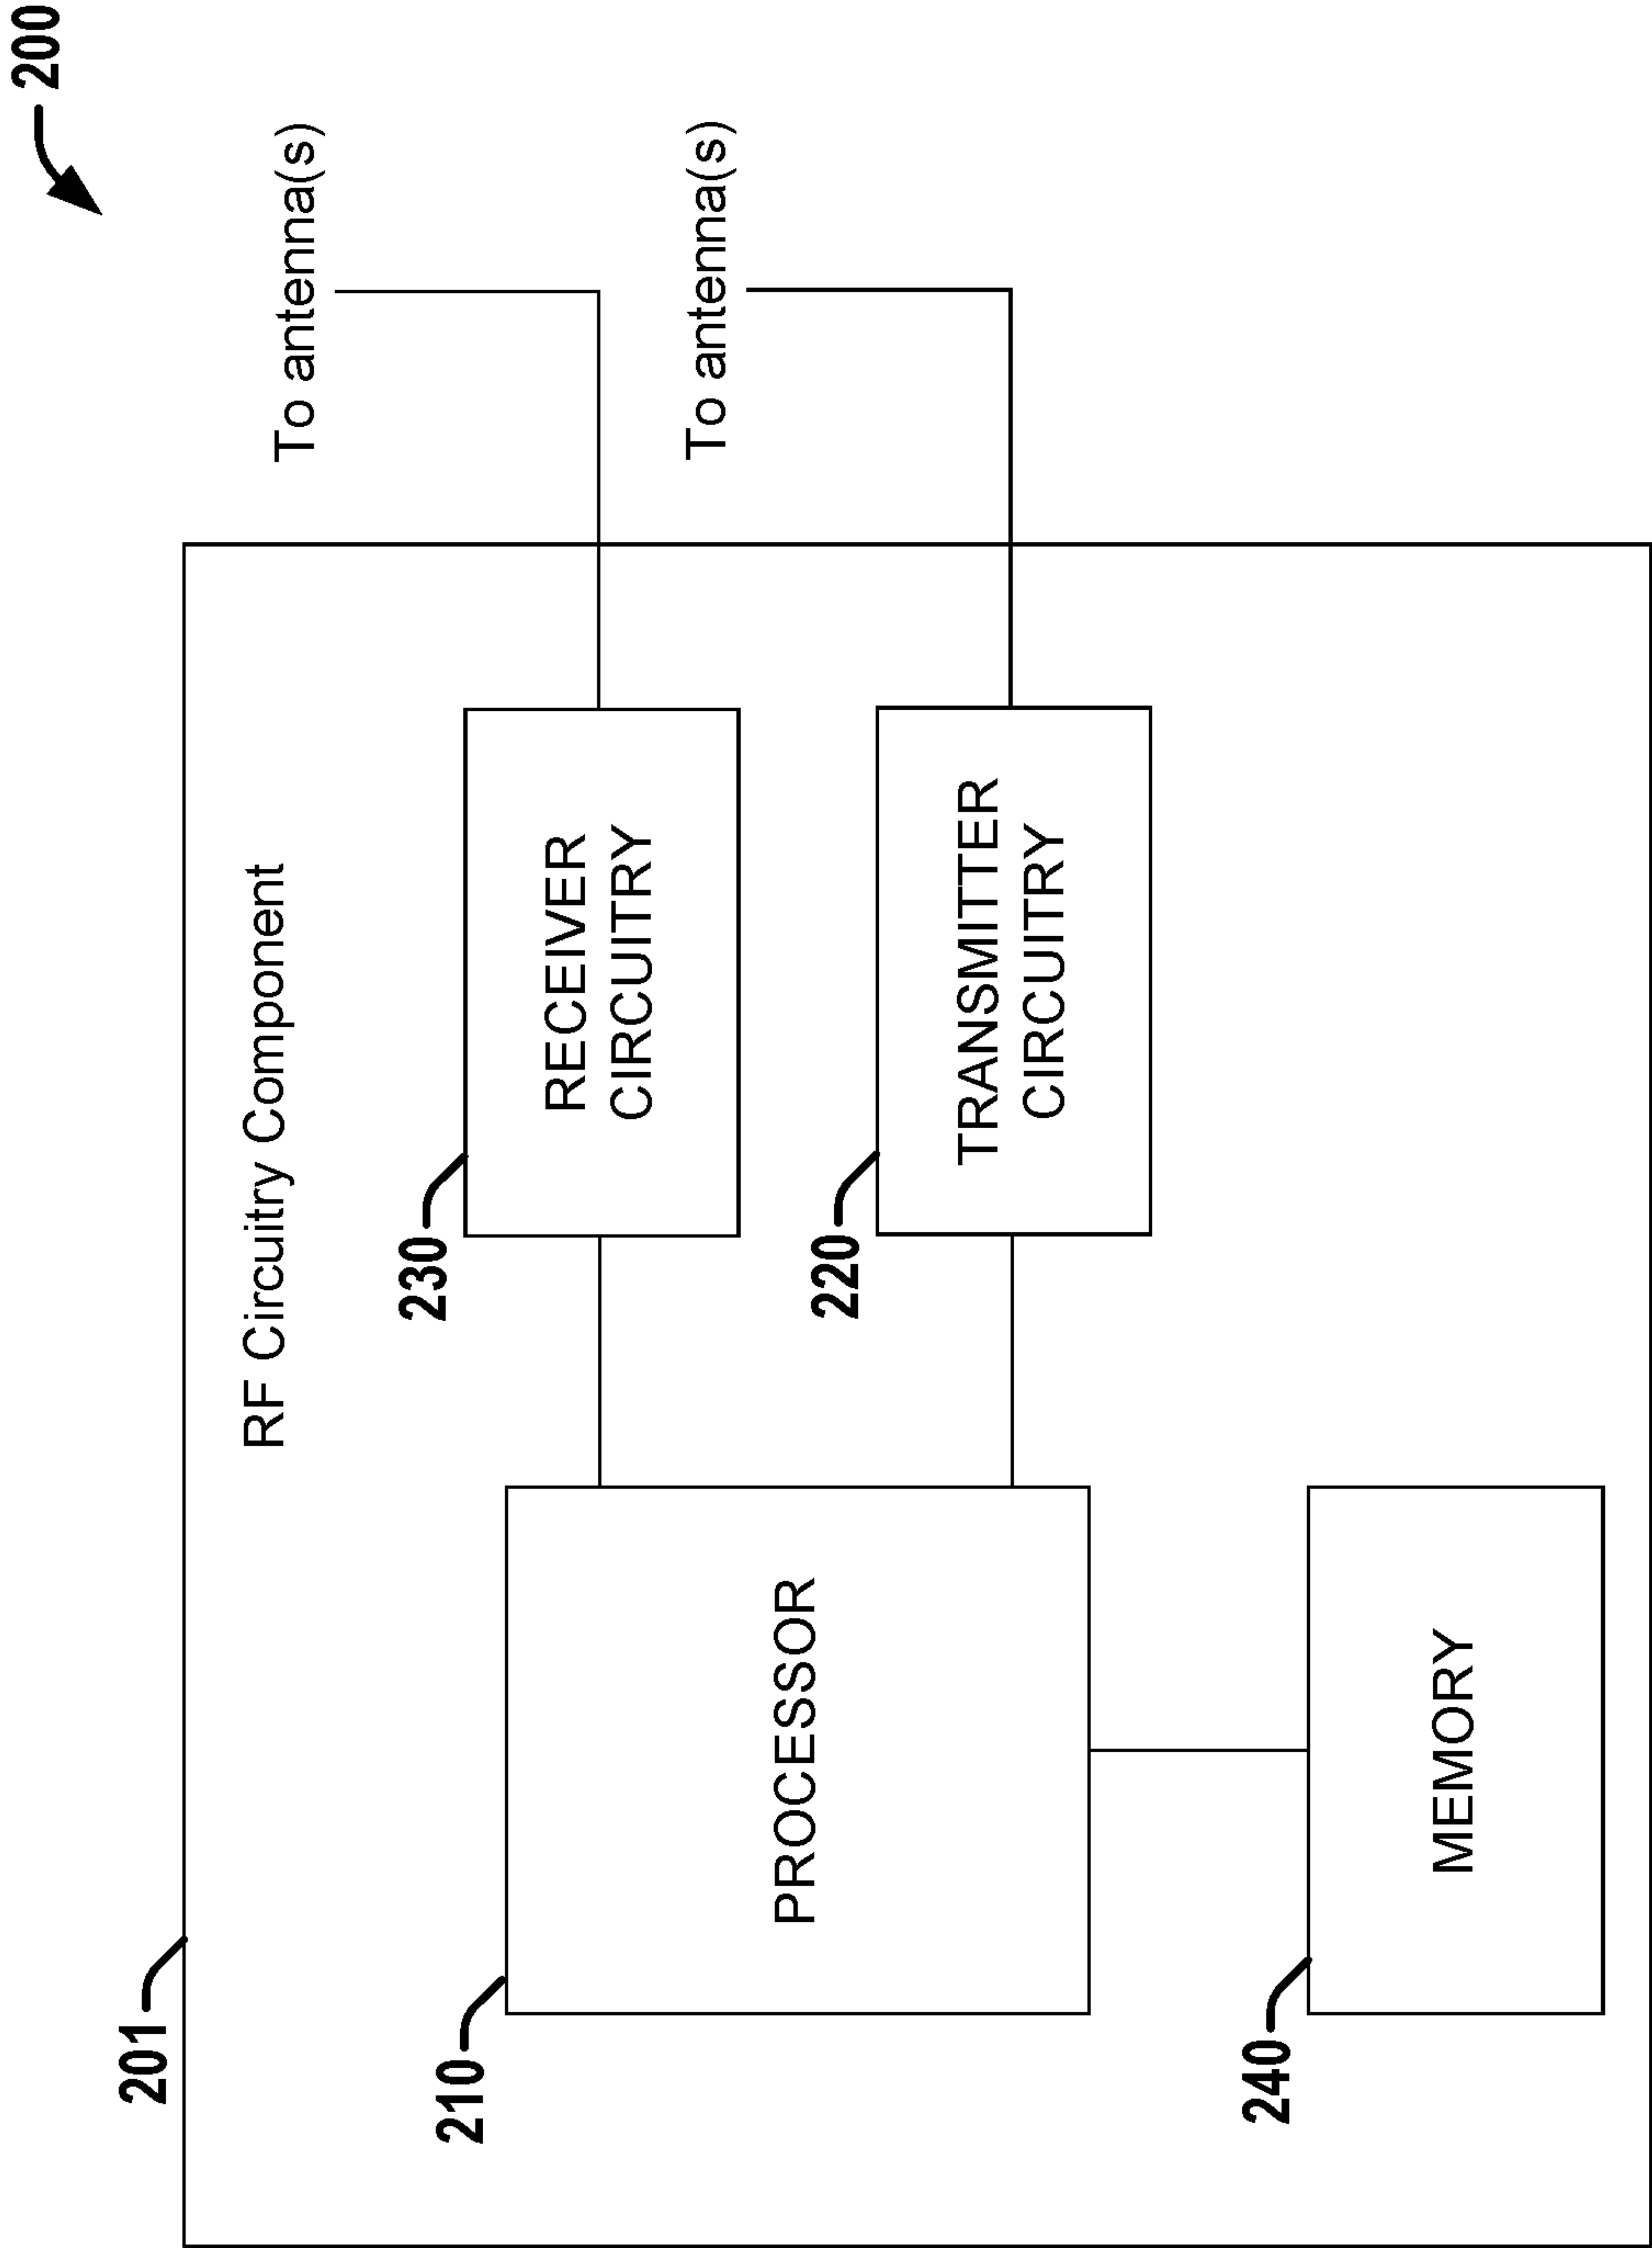 200
201
RF Circuitry Component
To antenna(s)
230
RECEIVER
CIRCUITRY
210
PROCESSOR
To antenna(s)
220
TRANSMITTER
CIRCUITRY
240
MEMORY